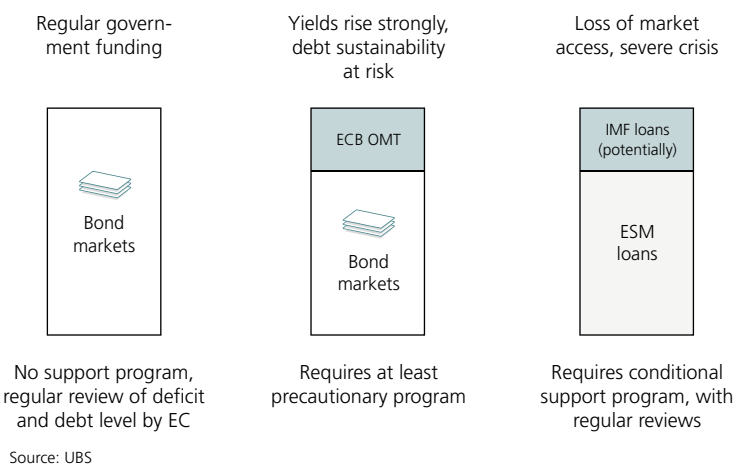 Regular govern-
ment funding
Bond
markets
No support program,
regular review of deficit
and debt level by EC
Yields rise strongly,
debt sustainability
at risk
ECB OMT
Bond
markets
Requires at least
precautionary program
Loss of market
access, severe crisis
IMF loans
(potentially)
ESM
loans
Requires conditional
support program, with
regular reviews
Source: UBS